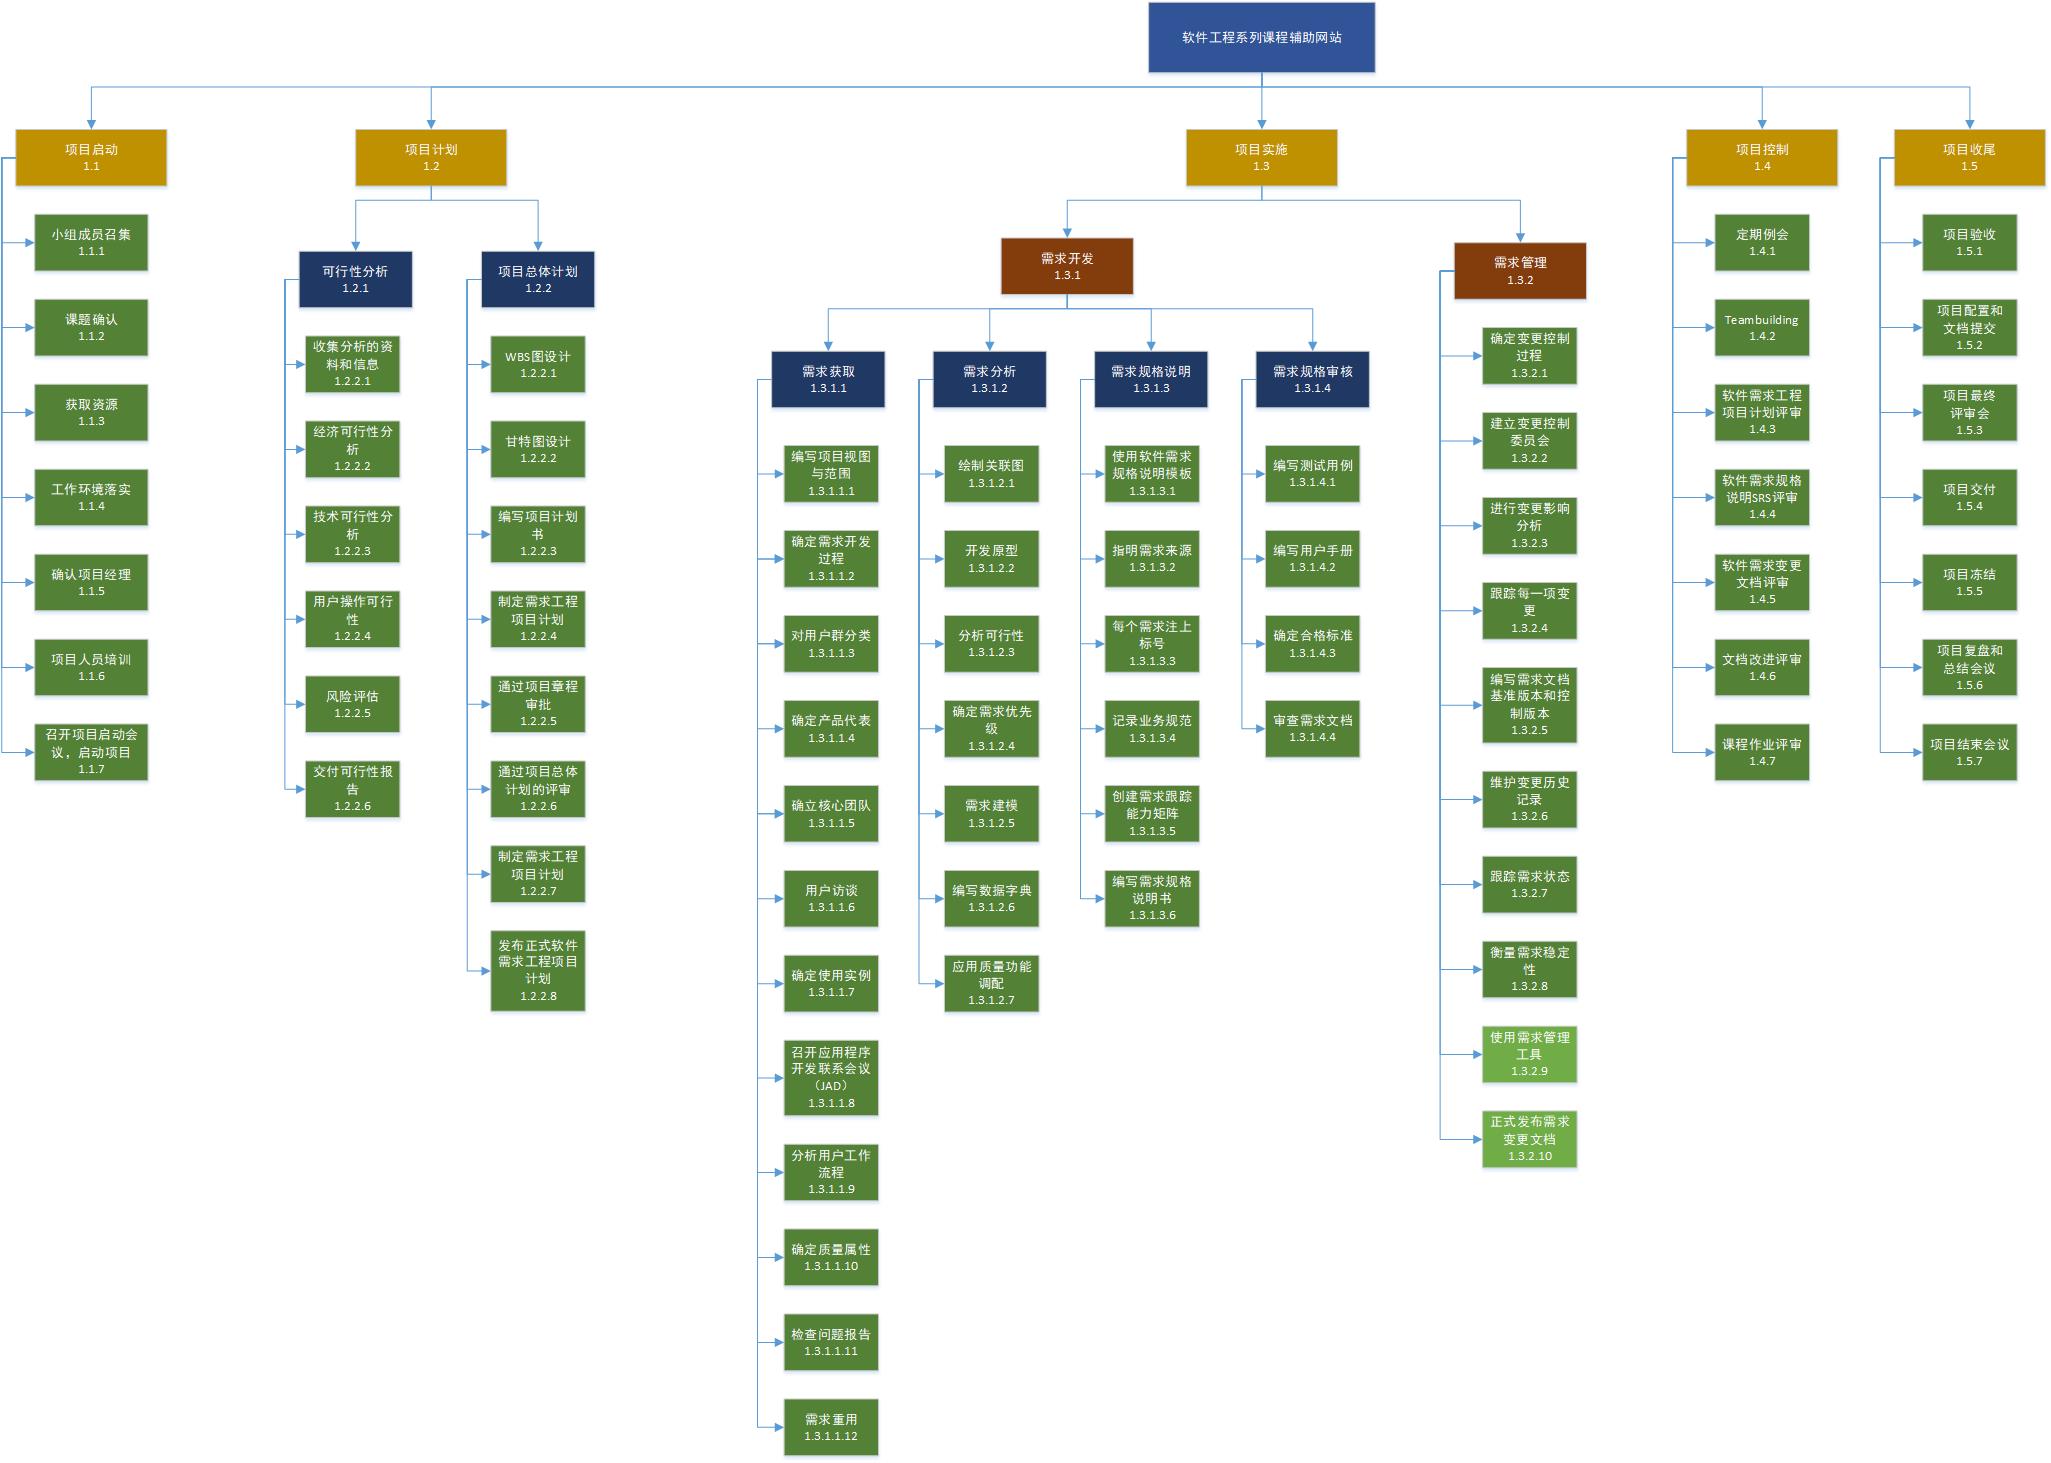 软件工程系列课程辅助网站
项目启动
1.1
小组成员召集
1.1.1
课题确认
1.1.2
获取资源
1.1.3
工作环境落实
1.1.4
确认项目经理
1.1.5
项目人员培训
1.1.6
召开项目启动会
议，启动项目
1.1.7
项目计划
1.2
可行性分析
1.2.1
收集分析的资
料和信息
1.2.2.1
经济可行性分
析
1.2.2.2
技术可行性分
析
1.2.2.3
用户操作可行
性
1.2.2.4
风险评估
1.2.2.5
交付可行性报
告
1.2.2.6
项目总体计划
1.2.2
WBS图设计
1.2.2.1
甘特图设计
1.2.2.2
编写项目计划
书
1.2.2.3
制定需求工程
项目计划
1.2.2.4
通过项目章程
审批
1.2.2.5
通过项目总体
计划的评审
1.2.2.6
制定需求工程
项目计划
1.2.2.7
发布正式软件
需求工程项目
计划
1.2.2.8
项目实施
1.3
需求开发
1.3.1
需求获取
1.3.1.1
编写项目视图
与范围
1.3.1.1.1
确定需求开发
过程
1.3.1.1.2
对用户群分类
1.3.1.1.3
确定产品代表
1.3.1.1.4
确立核心团队
1.3.1.1.5
用户访谈
1.3.1.1.6
确定使用实例
1.3.1.1.7
召开应用程序
开发联系会议
（JAD）
1.3.1.1.8
分析用户工作
流程
1.3.1.1.9
确定质量属性
1.3.1.1.10
检查问题报告
1.3.1.1.11
需求重用
1.3.1.1.12
需求分析
1.3.1.2
绘制关联图
1.3.1.2.1
开发原型
1.3.1.2.2
分析可行性
1.3.1.2.3
确定需求优先
级
1.3.1.2.4
需求建模
1.3.1.2.5
编写数据字典
1.3.1.2.6
应用质量功能
调配
1.3.1.2.7
需求规格说明
1.3.1.3
使用软件需求
规格说明模板
1.3.1.3.1
指明需求来源
1.3.1.3.2
每个需求注上
标号
1.3.1.3.3
记录业务规范
1.3.1.3.4
创建需求跟踪
能力矩阵
1.3.1.3.5
编写需求规格
说明书
1.3.1.3.6
需求规格审核
1.3.1.4
编写测试用例
1.3.1.4.1
编写用户手册
1.3.1.4.2
确定合格标准
1.3.1.4.3
审查需求文档
1.3.1.4.4
需求管理
1.3.2
确定变更控制
过程
1.3.2.1
建立变更控制
委员会
1.3.2.2
进行变更影响
分析
1.3.2.3
跟踪每一项变
更
1.3.2.4
编写需求文档
基准版本和控
制版本
1.3.2.5
维护变更历史
记录
1.3.2.6
跟踪需求状态
1.3.2.7
衡量需求稳定
性
1.3.2.8
使用需求管理
工具
1.3.2.9
正式发布需求
变更文档
1.3.2.10
项目控制
1.4
定期例会
1.4.1
Teambuilding
1.4.2
软件需求工程
项目计划评审
1.4.3
软件需求规格
说明SRS评审
1.4.4
软件需求变更
文档评审
1.4.5
文档改进评审
1.4.6
课程作业评审
1.4.7
项目收尾
1.5
项目验收
1.5.1
项目配置和
文档提交
1.5.2
项目最终
评审会
1.5.3
项目交付
1.5.4
项目冻结
1.5.5
项目复盘和
总结会议
1.5.6
项目结束会议
1.5.7